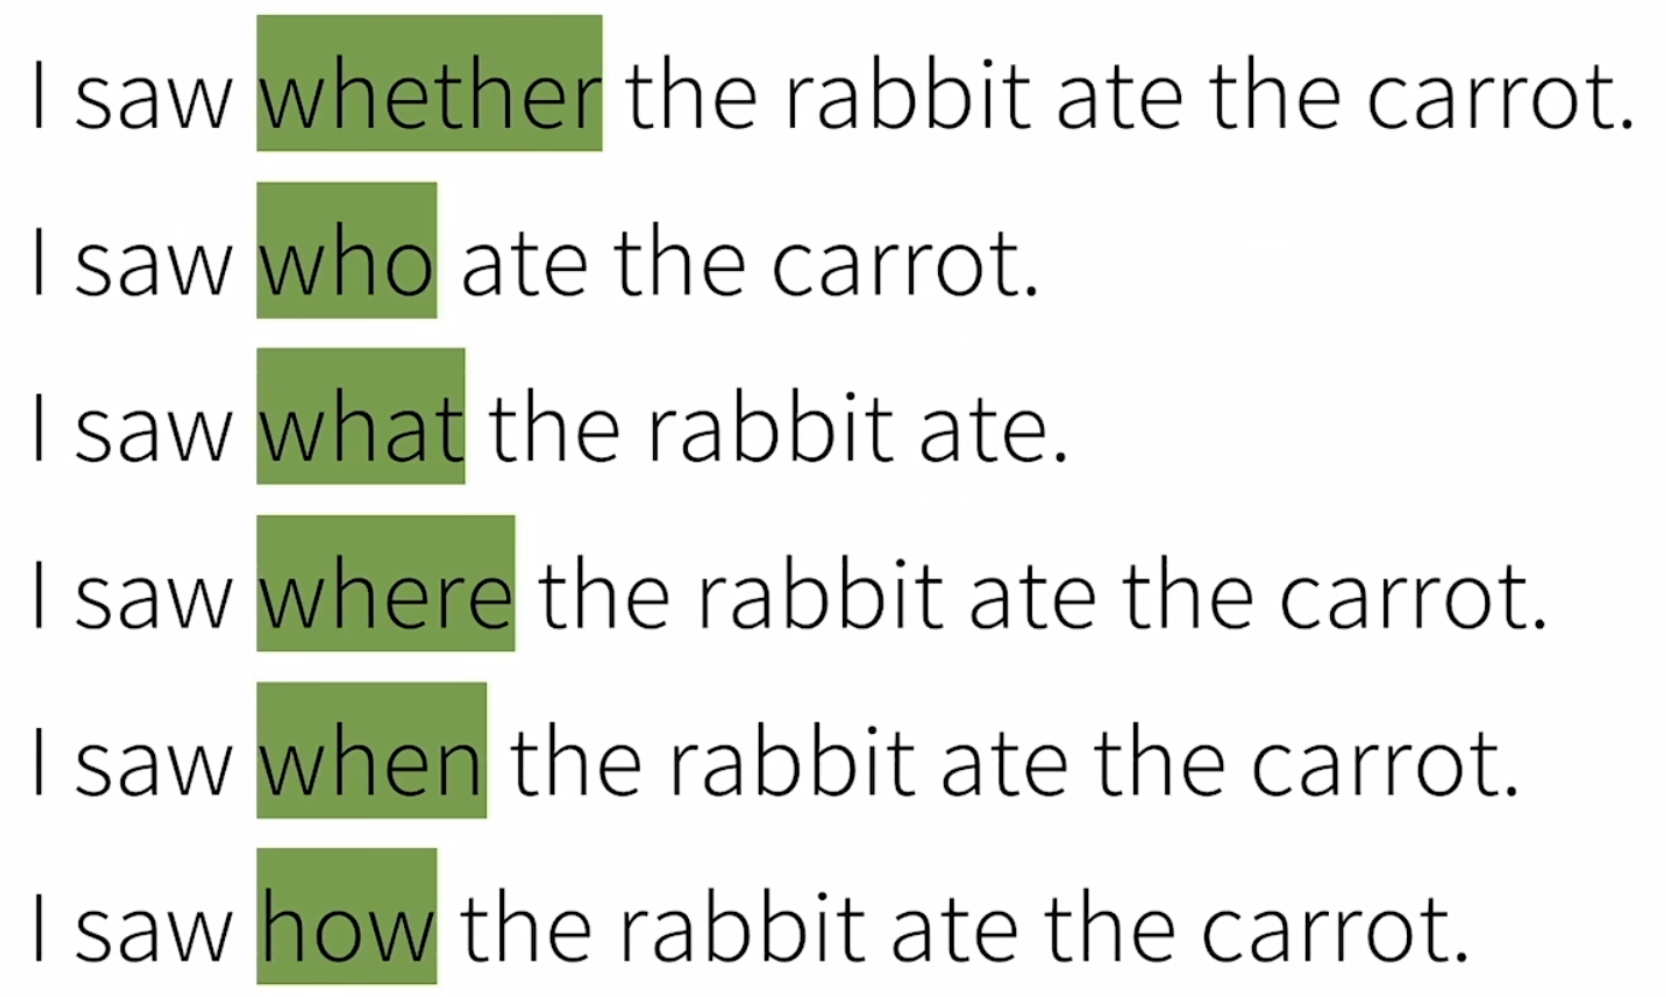 I saw whether the rabbit ate the carrot.
I saw who ate the carrot.
I saw what the rabbit ate.
I saw where the rabbit ate the carrot.
I saw when the rabbit ate the carrot.
I saw how the rabbit ate the carrot.